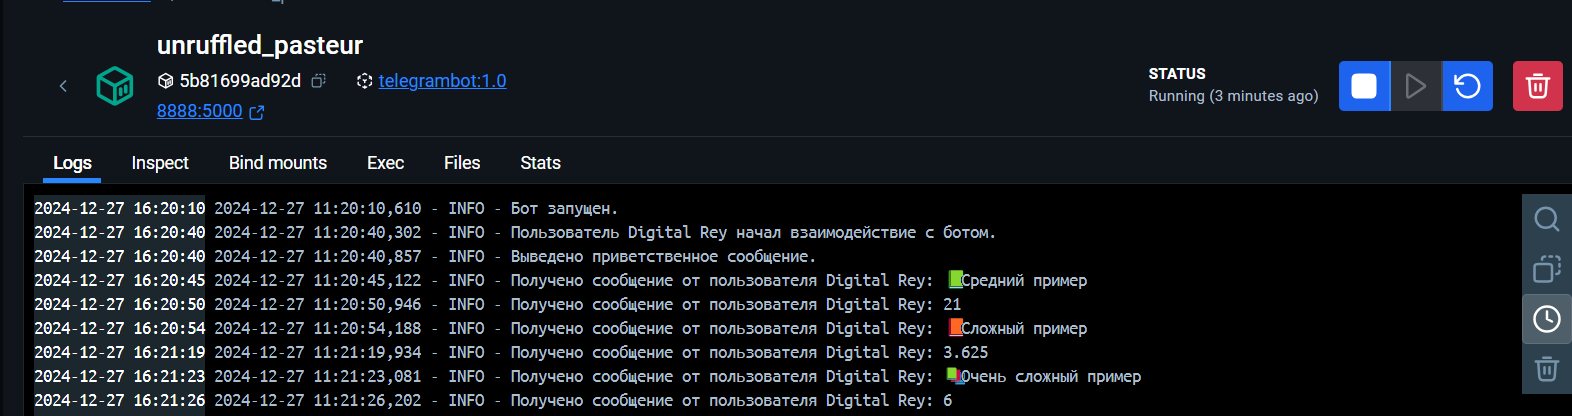 unruffled_pasteur
5b81699ad92d telegrambot:1.0
8888:5000
STATUS
Running (3 minutes ago)
Logs Inspect Bind mounts Exec Files Stats
2024-12-27 16:20:10 2024-12-27 11:20:10,610 - INFO - Бот запущен.
2024-12-27 16:20:40 2024-12-27 11:20:40,302 - INFO - Пользователь Digital Rey начал взаимодействие с ботом.
2024-12-27 16:20:40 2024-12-27 11:20:40,857 - INFO - Выведено приветственное сообщение.
2024-12-27 16:20:45 2024-12-27 11:20:45,122 - INFO - Получено сообщение от пользователя Digital Rey: 📗Средний пример
2024-12-27 16:20:50 2024-12-27 11:20:50,946 - INFO - Получено сообщение от пользователя Digital Rey: 21
2024-12-27 16:20:54 2024-12-27 11:20:54,188 - INFO - Получено сообщение от пользователя Digital Rey: 📙Сложный пример
2024-12-27 16:21:19 2024-12-27 11:21:19,934 - INFO - Получено сообщение от пользователя Digital Rey: 3.625
2024-12-27 16:21:23 2024-12-27 11:21:23,081 - INFO - Получено сообщение от пользователя Digital Rey: 📚Очень сложный пример
2024-12-27 16:21:26 2024-12-27 11:21:26,202 - INFO - Получено сообщение от пользователя Digital Rey: 6